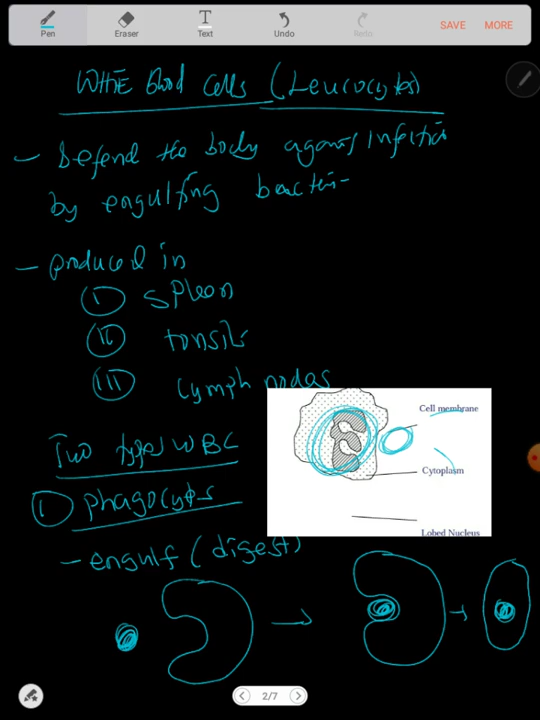 Pen
Eraser
Text
Undo
Redo
SAVE
MORE
White Blood Cells (Leucocytes)
- Defend the body against infection
by engulfing bacteria
- produced in
(i) spleen
(ii) tonsils
(iii) lymph nodes
Cell membrane
Cytoplasm
Lobed Nucleus
Two types WBC
(1) phagocyts
- engulf (digest)
2/7